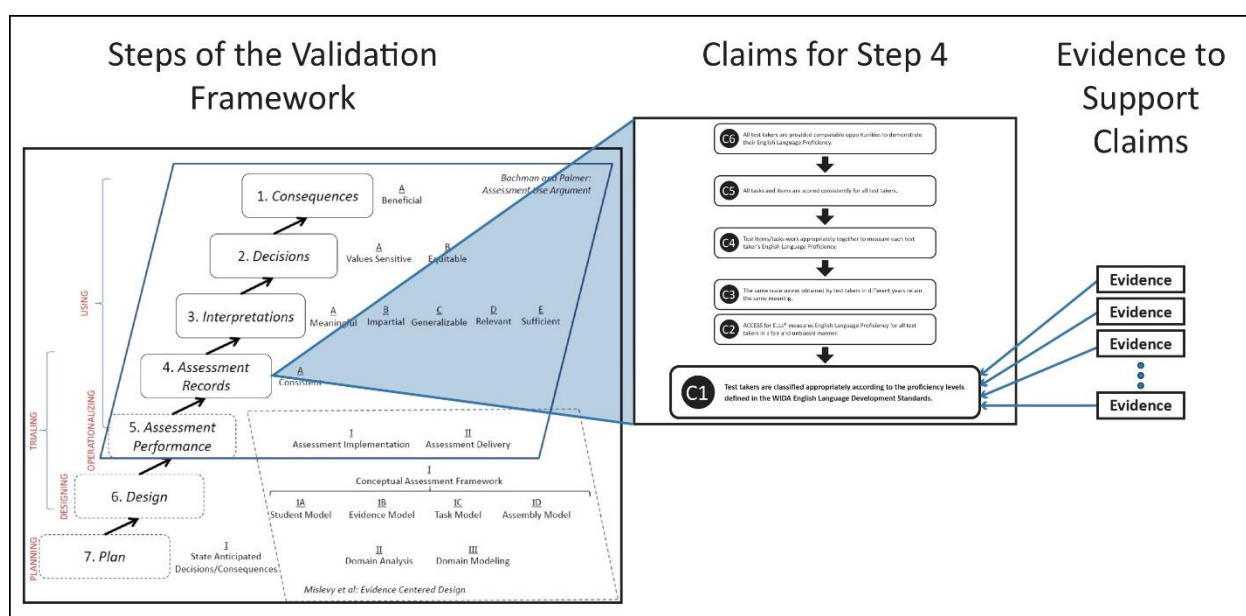 Steps of the Validation
Framework
Claims for Step 4
Evidence to
Support
Claims
Bachman and Palmer:
Assessment Use Argument
1. Consequences
A
Beneficial
2. Decisions
A
Values Sensitive
B
Equitable
3. Interpretations
A
Meaningful
B
Impartial
C
Generalizable
D
Relevant
E
Sufficient
4. Assessment
Records
A
Consistent
5. Assessment
Performance
I
Assessment Implementation
II
Assessment Delivery
6. Design
I
Conceptual Assessment Framework
IA
Student Model
IB
Evidence Model
IC
Task Model
ID
Assembly Model
7. Plan
I
State Anticipated
Decisions/Consequences
II
Domain Analysis
III
Domain Modeling
Mislevy et al: Evidence Centered Design
USING
TRIALING
OPERATIONALIZING
DESIGNING
PLANNING
C6
All test takers are provided comparable opportunities to demonstrate
their English Language Proficiency.
C5
All tasks and items are scored consistently for all test takers.
C4
Test items/tasks work appropriately together to measure each test
taker's English Language Proficiency.
C3
The same scale scores obtained by test takers in different years retain
the same meaning.
C2
ACCESS for ELLs® measures English Language Proficiency for all test
takers in a fair and unbiased manner.
C1
Test takers are classified appropriately according to the proficiency levels
defined in the WIDA English Language Development Standards.
Evidence
Evidence
Evidence
Evidence